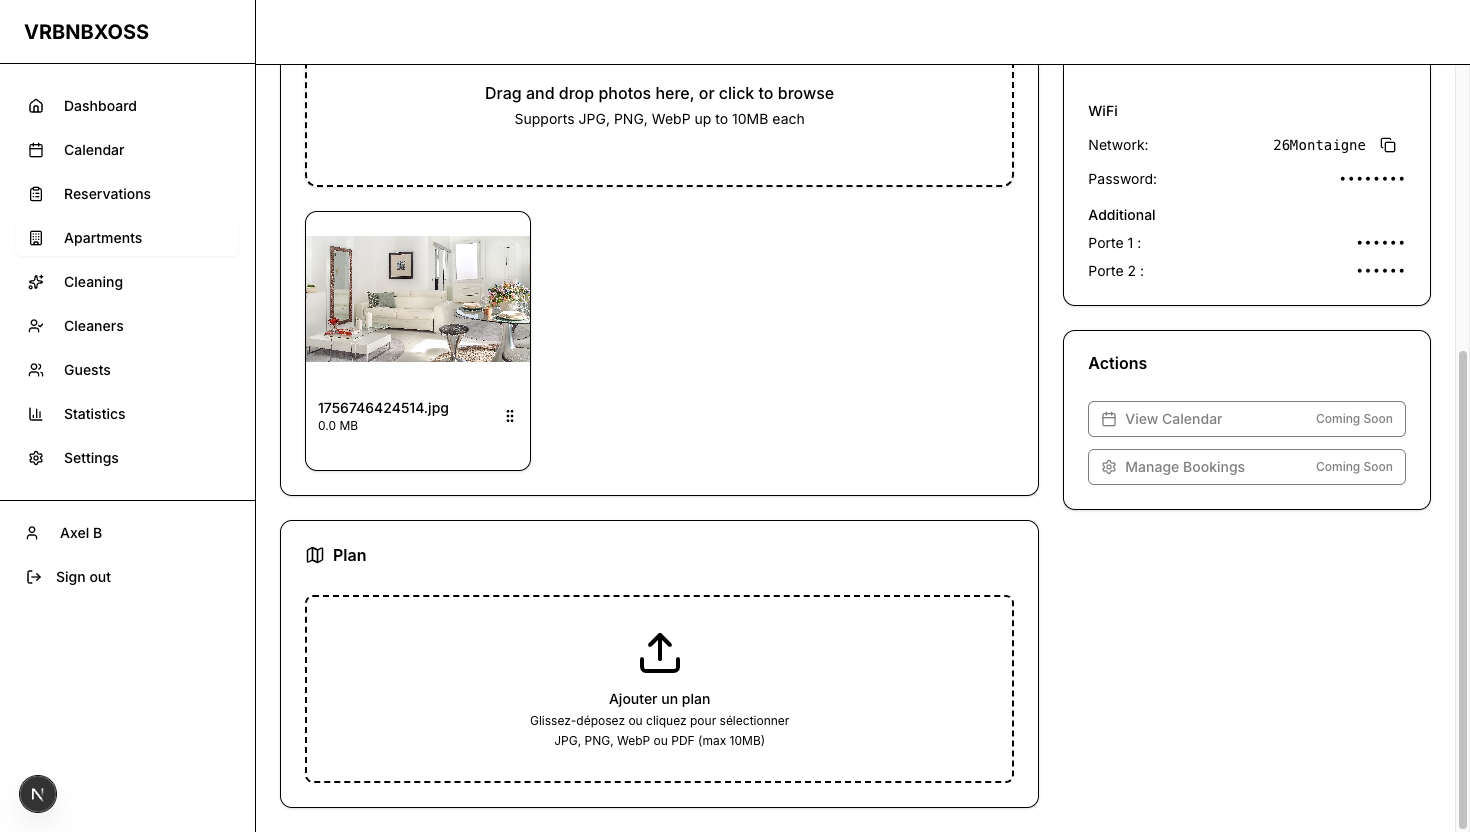 VRBNBXOSS
Dashboard
Calendar
Reservations
Apartments
Cleaning
Cleaners
Guests
Statistics
Settings
Axel B
Sign out
N
Drag and drop photos here, or click to browse
Supports JPG, PNG, WebP up to 10MB each
1756746424514.jpg
0.0 MB
Plan
Ajouter un plan
Glissez-déposez ou cliquez pour sélectionner
JPG, PNG, WebP ou PDF (max 10MB)
WiFi
Network: 26Montaigne
Password: ••••••••
Additional
Porte 1 : ••••••
Porte 2 : ••••••
Actions
View Calendar Coming Soon
Manage Bookings Coming Soon